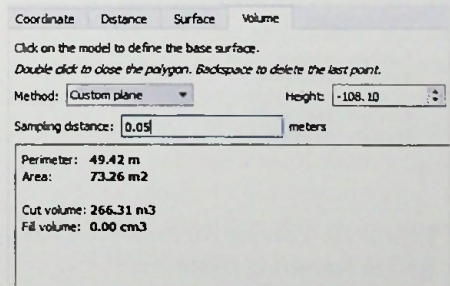 Coordinate Distance Surface Volume
Click on the model to define the base surface.
Double click to close the polygon. Backspace to delete the last point.
Method: Custom plane Height: -108.10
Sampling distance: 0.05 meters
Perimeter: 49.42 m
Area: 73.26 m2
Cut volume: 266.31 m3
Fill volume: 0.00 cm3